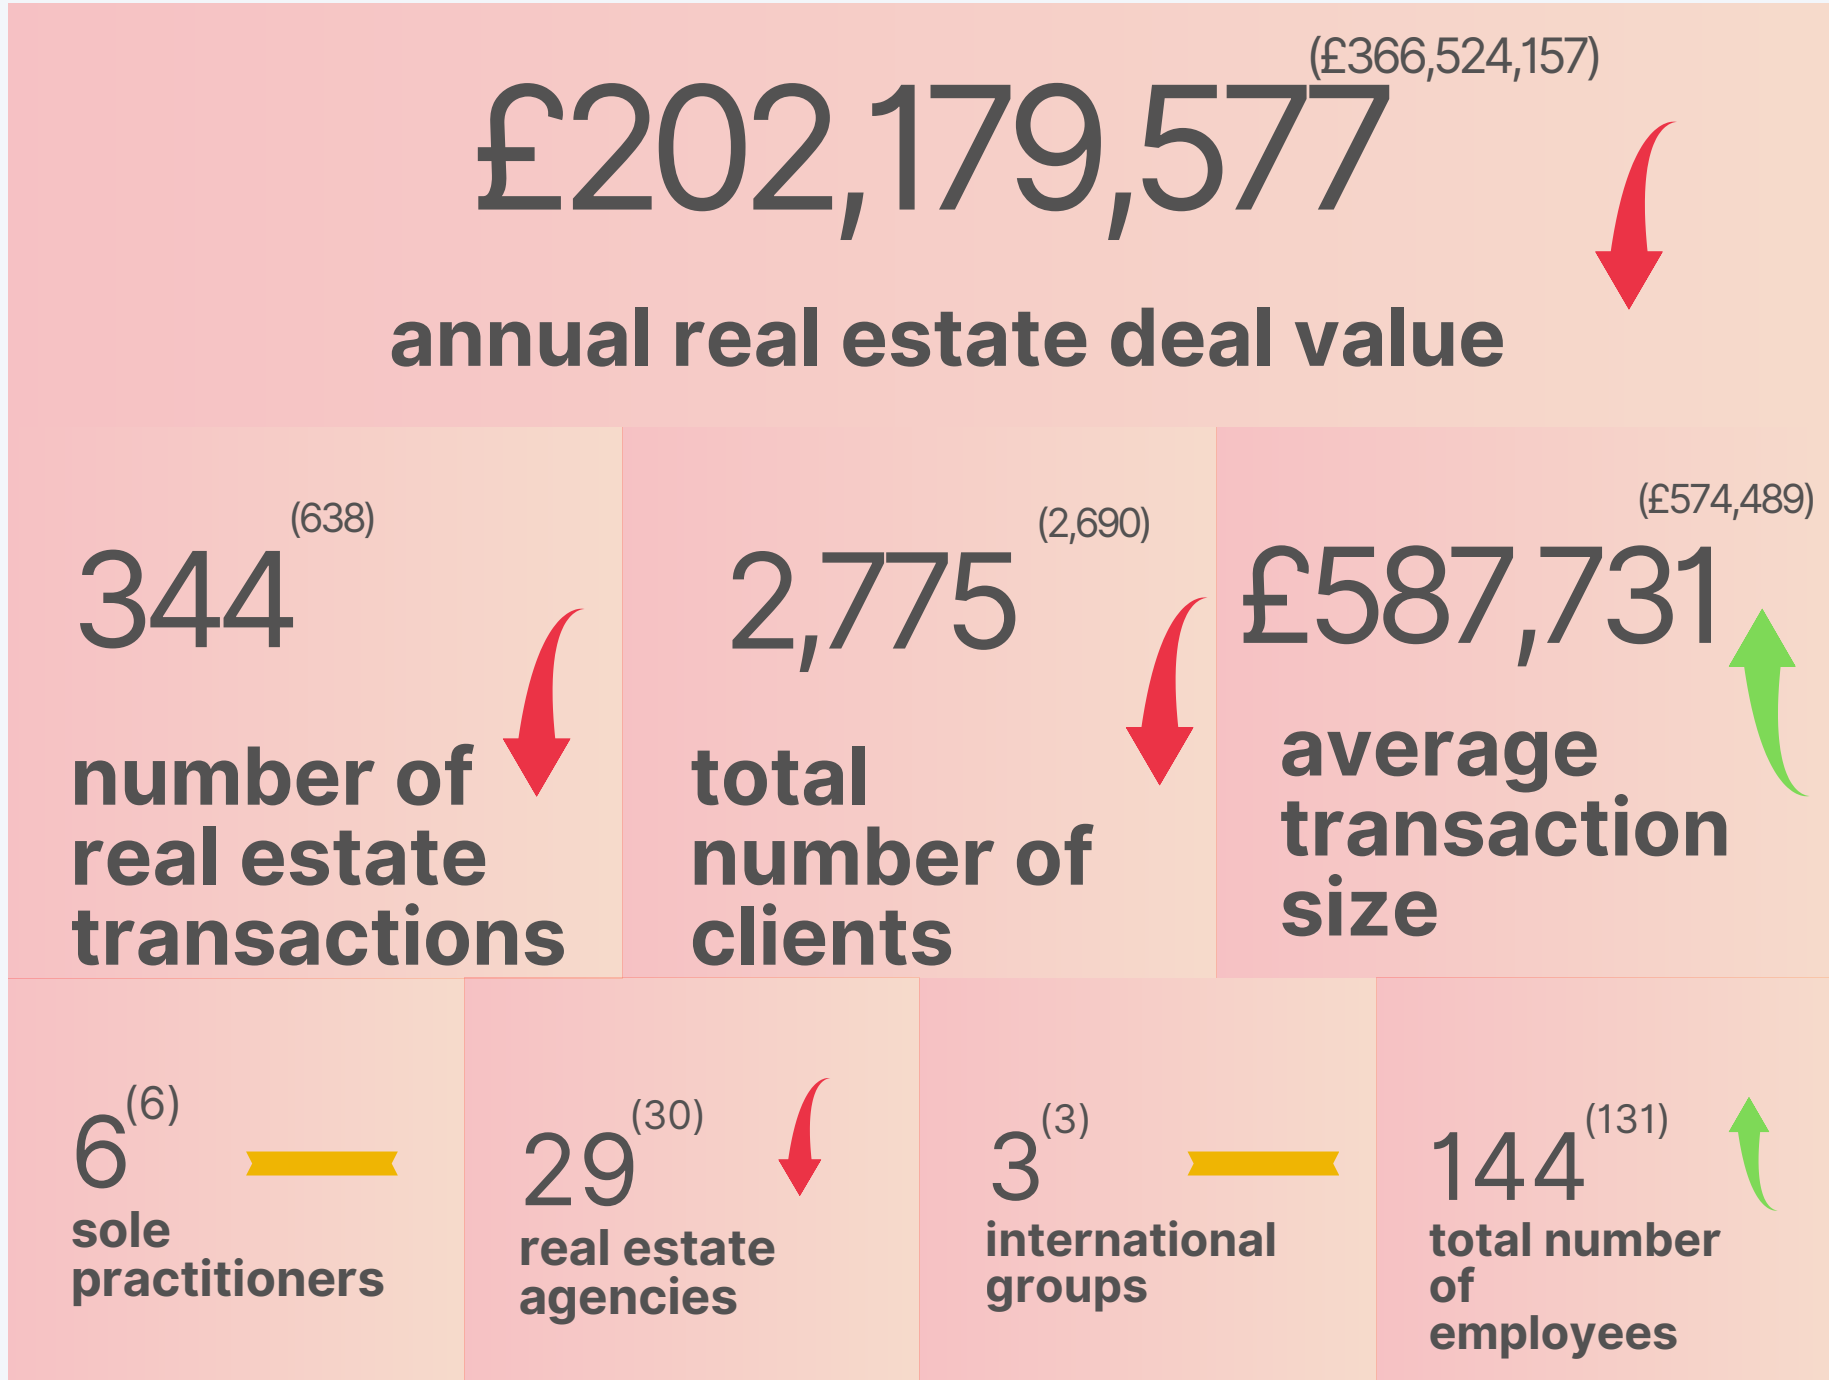 (£366,524,157)
£202,179,577
annual real estate deal value
(638)
344
number of
real estate
transactions
(2,690)
2,775
total
number of
clients
(£574,489)
£587,731
average
transaction
size
(6)
6
sole
practitioners
(30)
29
real estate
agencies
(3)
3
international
groups
(131)
144
total number
of
employees